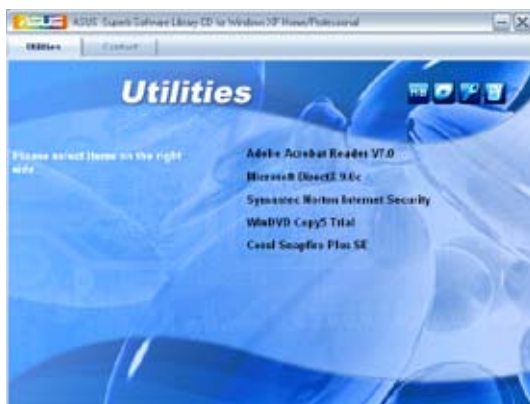 ASUS Superb Software Library CD for Windows XP Home/Professional
Utilities
Contact
Utilities
Please select items on the right
side
Adobe Acrobat Reader V7.0
Microsoft DirectX 9.0c
Symantec Norton Internet Security
WinDVD Copy5 Trial
Corel Snapfire Plus SE